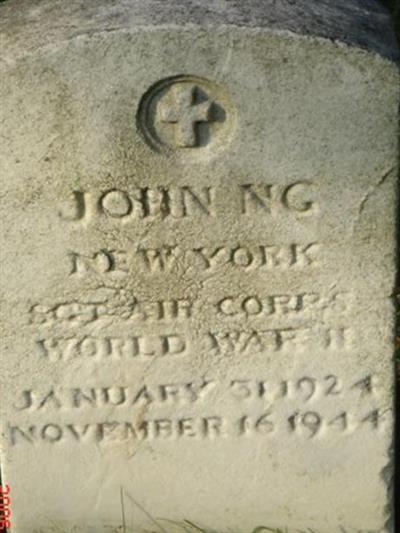 JOHN NG
NEW YORK
SGT AIR CORPS
WORLD WAR II
JANUARY 31 1924
NOVEMBER 16 1944